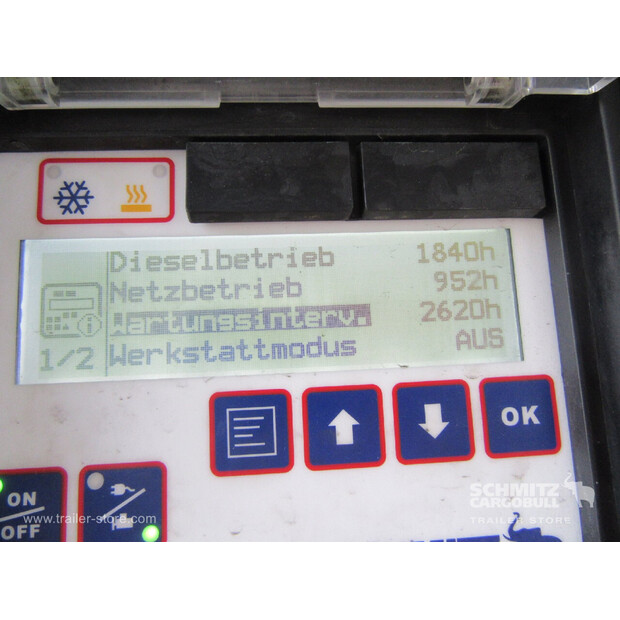 Dieselbetrieb 1840h
Netzbetrieb 952h
Wartungsinterv. 2620h
1/2 Werkstattmodus AUS
OK
ON
OFF
SCHMITZ
CARGOBULL
TRAILER STORE
www.trailer-store.com